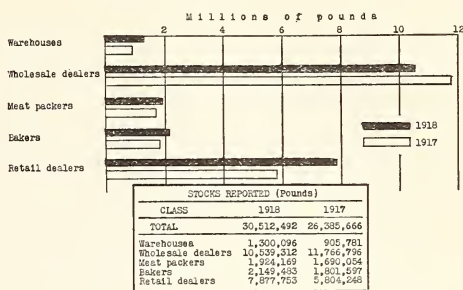 Millions of pounda
0 2 4 6 8 10 12
Warehouses
Wholesale dealers
Meat packers
Bakers
Retail dealers
1918
1917
STOCKS REPORTED (Pounds)
CLASS 1918 1917
TOTAL 30,512,492 26,385,666
Warehousea 1,300,096 905,781
Wholesale dealers 10,539,312 11,766,796
Meat packers 1,924,169 1,690,054
Bakers 2,149,483 1,801,597
Retail dealers 7,877,753 5,804,248